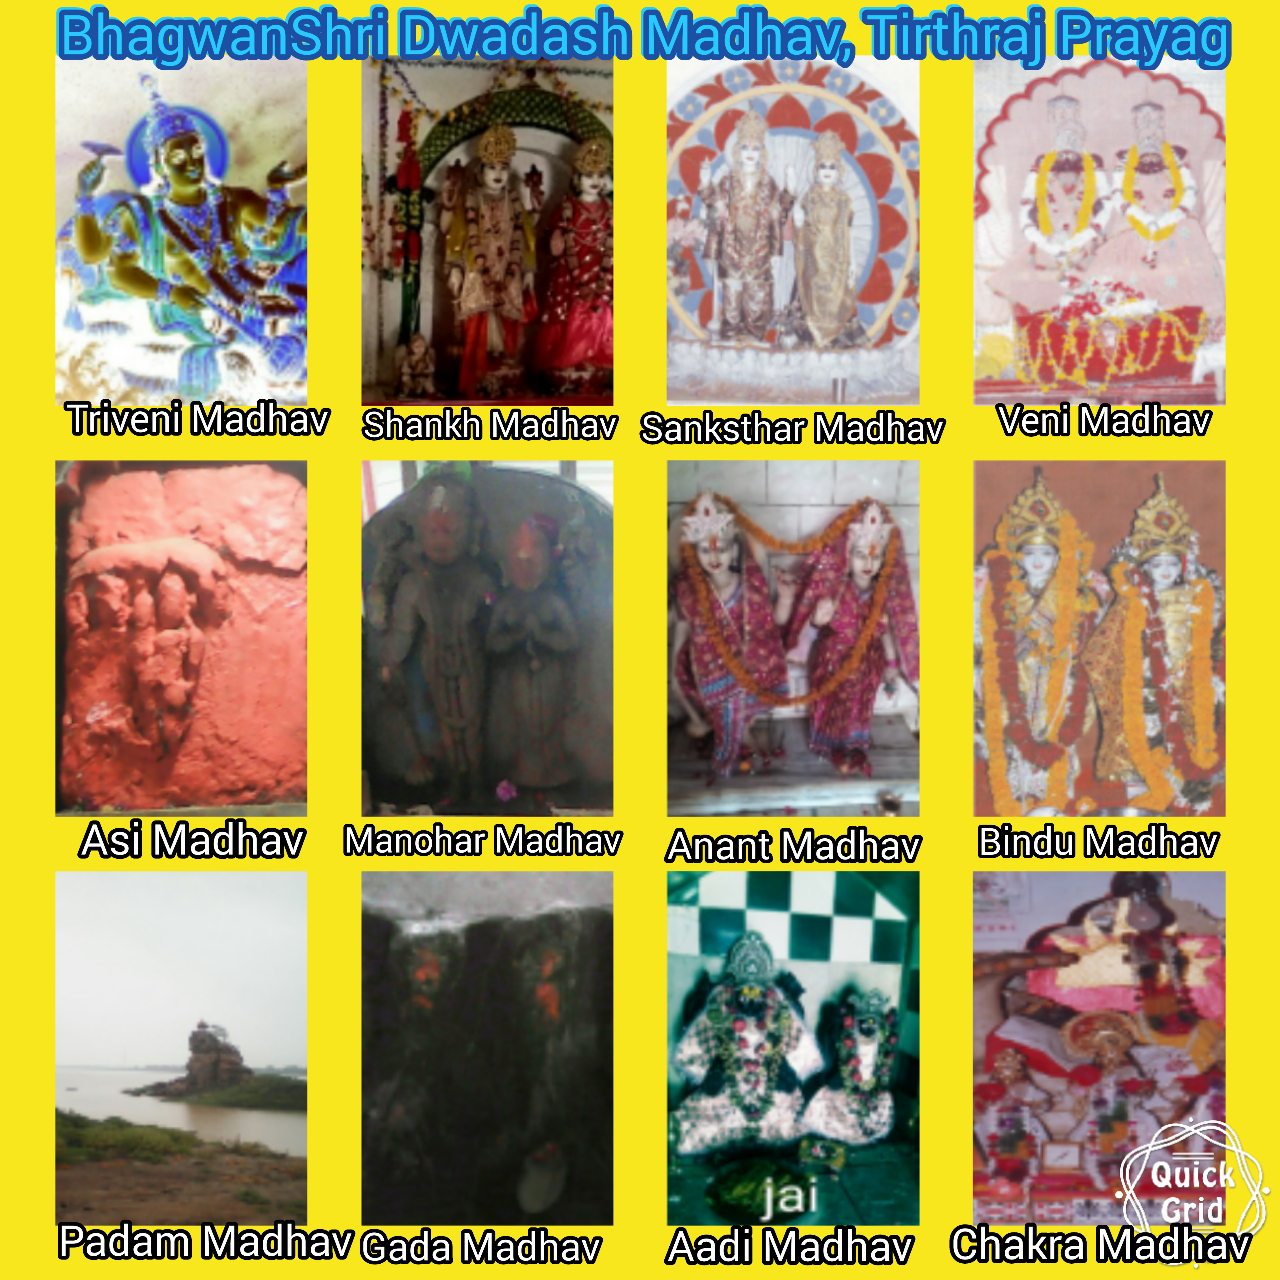 BhagwanShri Dwadash Madhav, Tirthraj Prayag
Triveni Madhav
Shankh Madhav
Sanksthar Madhav
Veni Madhav
Asi Madhav
Manohar Madhav
Anant Madhav
Bindu Madhav
jai
Quick
Grid
Padam Madhav
Gada Madhav
Aadi Madhav
Chakra Madhav